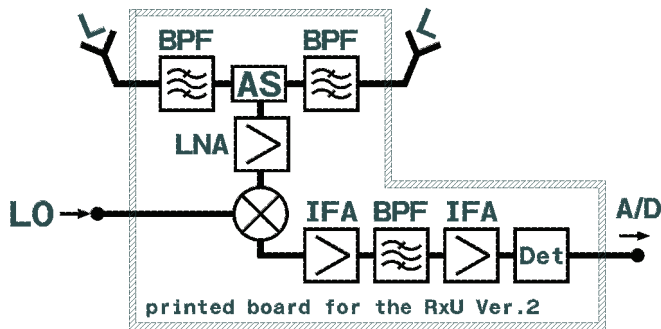 L L
BPF BPF
AS
LNA
LO
IFA BPF IFA A/D
Det
printed board for the RxU Ver.2